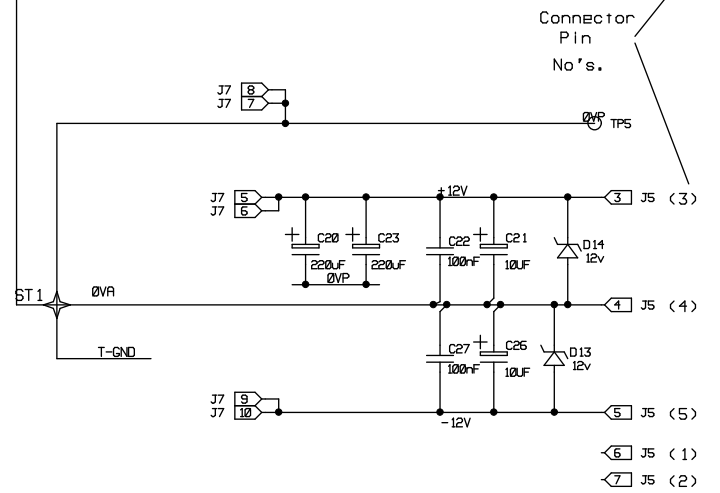 Connector
Pin
No's.
J7 8
J7 7
0VP TP5
J7 5
J7 6
+12V
3 J5 (3)
+ C20
220uF
+ C23
220uF
0VP
C22
100nF
+ C21
10UF
D14
12v
ST1
0VA
4 J5 (4)
T-GND
C27
100nF
+ C26
10UF
D13
12v
J7 9
J7 10
-12V
5 J5 (5)
6 J5 (1)
7 J5 (2)